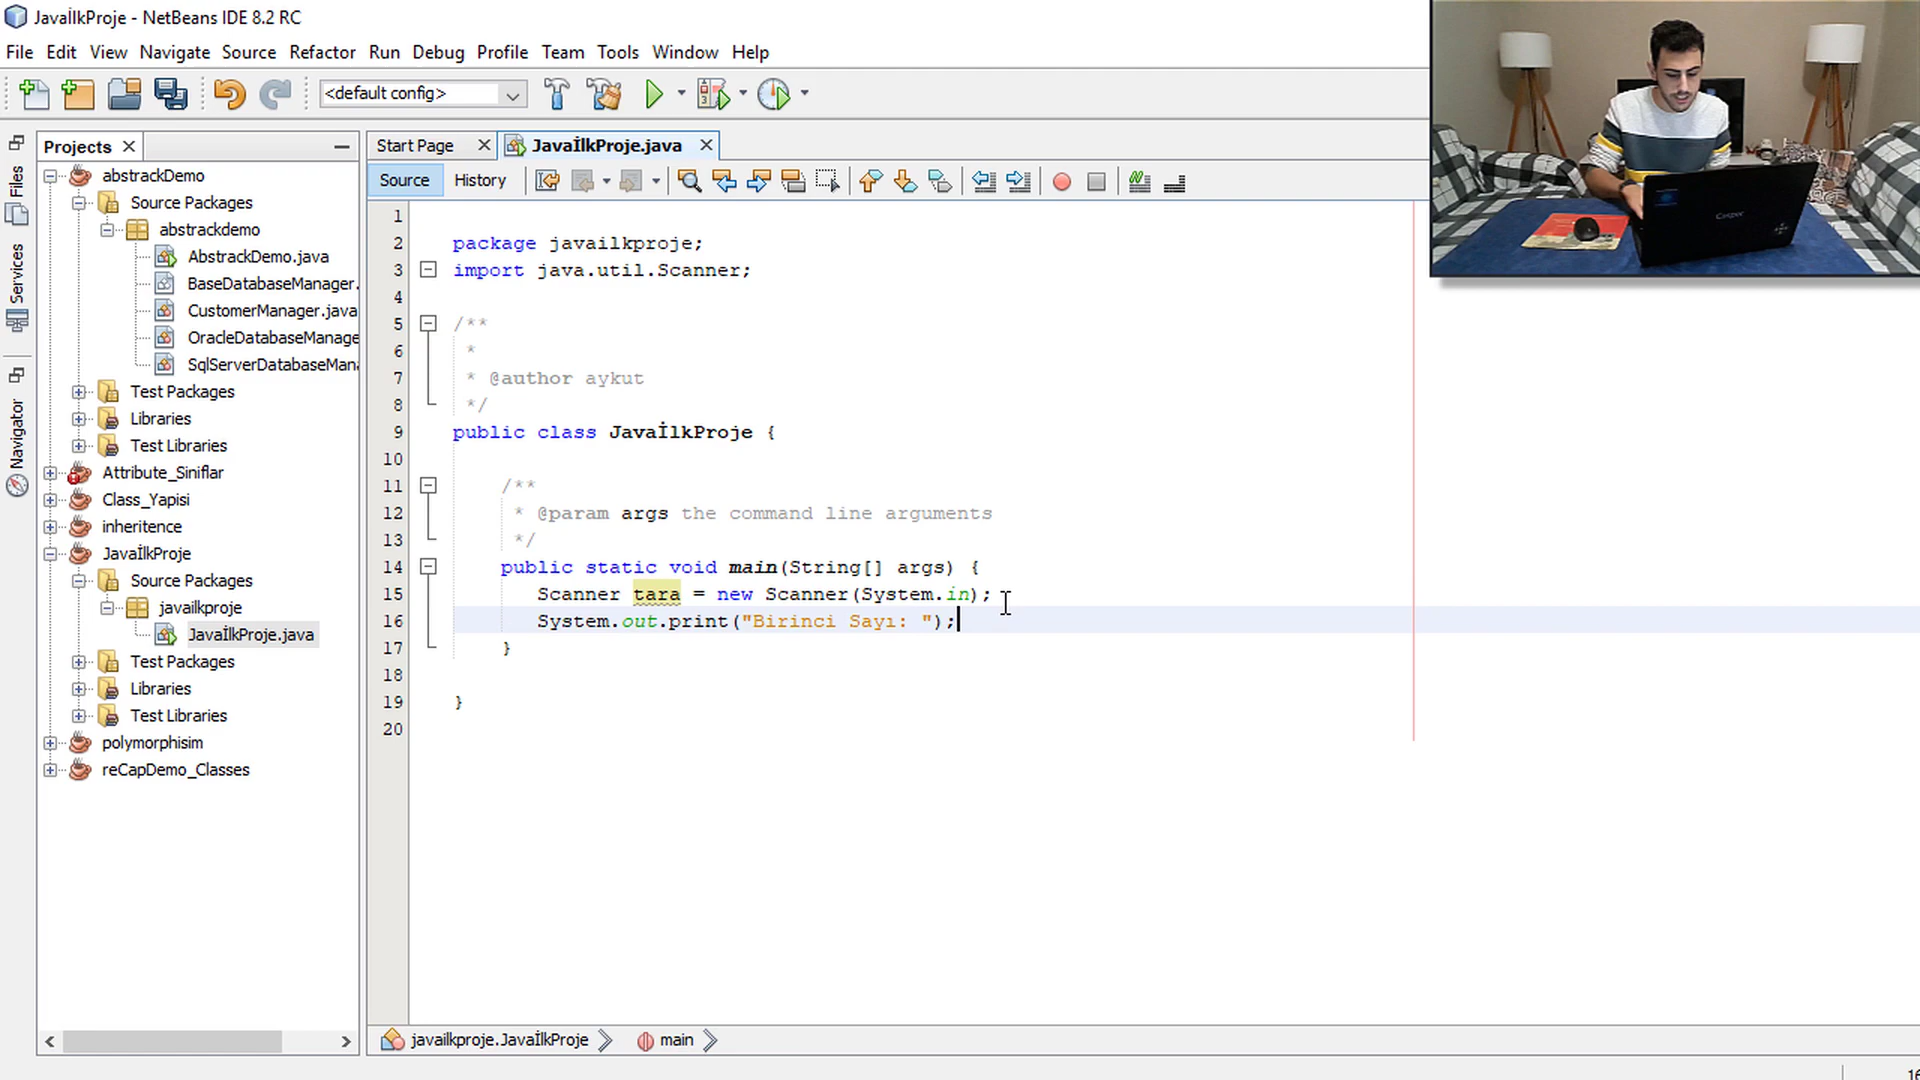 JavaİlkProje - NetBeans IDE 8.2 RC
File Edit View Navigate Source Refactor Run Debug Profile Team Tools Window Help
<default config>
Projects
Start Page
JavaİlkProje.java
Source History
Files
Services
Navigator
abstrackDemo
Source Packages
abstrackdemo
AbstrackDemo.java
BaseDatabaseManager.
CustomerManager.java
OracleDatabaseManage
SqlServerDatabaseMan
Test Packages
Libraries
Test Libraries
Attribute_Siniflar
Class_Yapisi
inheritence
JavaİlkProje
Source Packages
javailkproje
JavaİlkProje.java
Test Packages
Libraries
Test Libraries
polymorphisim
reCapDemo_Classes
1
2 package javailkproje;
3 import java.util.Scanner;
4
5 /**
6 *
7 * @author aykut
8 */
9 public class JavaİlkProje {
10
11 /**
12 * @param args the command line arguments
13 */
14 public static void main(String[] args) {
15 Scanner tara = new Scanner(System.in);
16 System.out.print("Birinci Sayı: ");
17 }
18
19 }
20
javailkproje.JavaİlkProje
main
16
Casper